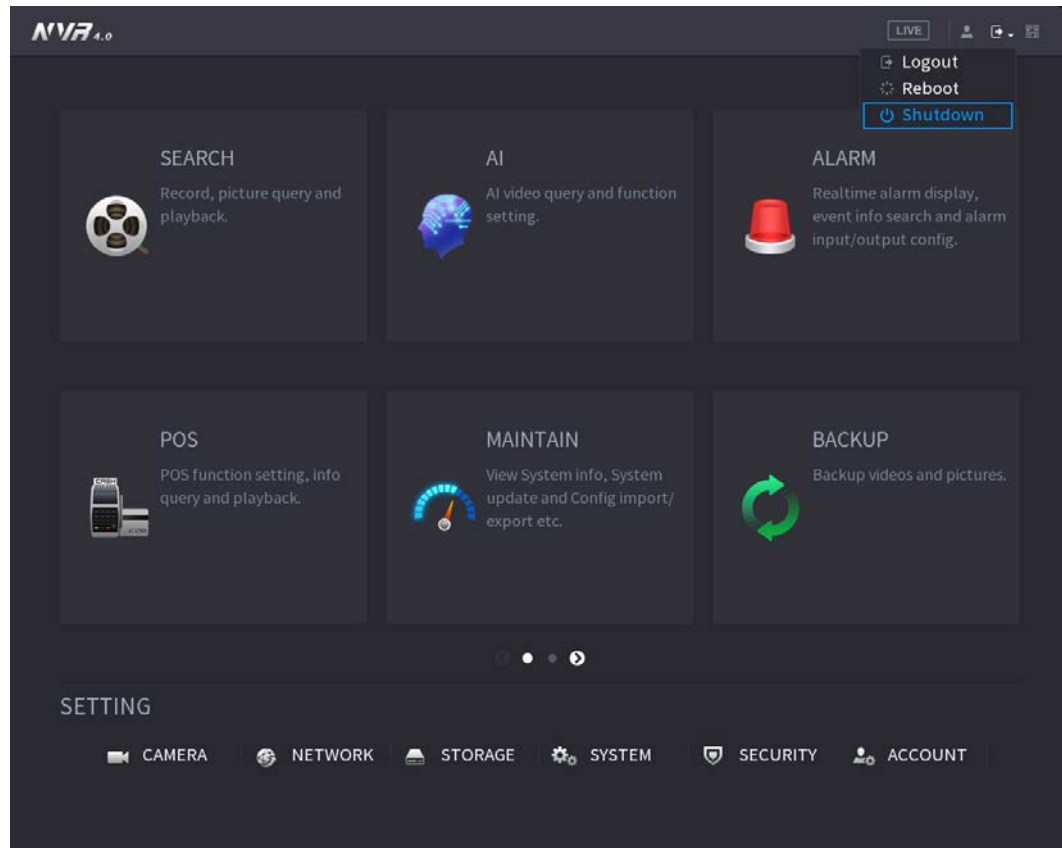 NVR 4.0
LIVE
Logout
Reboot
Shutdown
SEARCH
Record, picture query and
playback.
AI
AI video query and function
setting.
ALARM
Realtime alarm display,
event info search and alarm
input/output config.
POS
POS function setting, info
query and playback.
CASH
MAINTAIN
View System info, System
update and Config import/
export etc.
BACKUP
Backup videos and pictures.
SETTING
CAMERA
NETWORK
STORAGE
SYSTEM
SECURITY
ACCOUNT